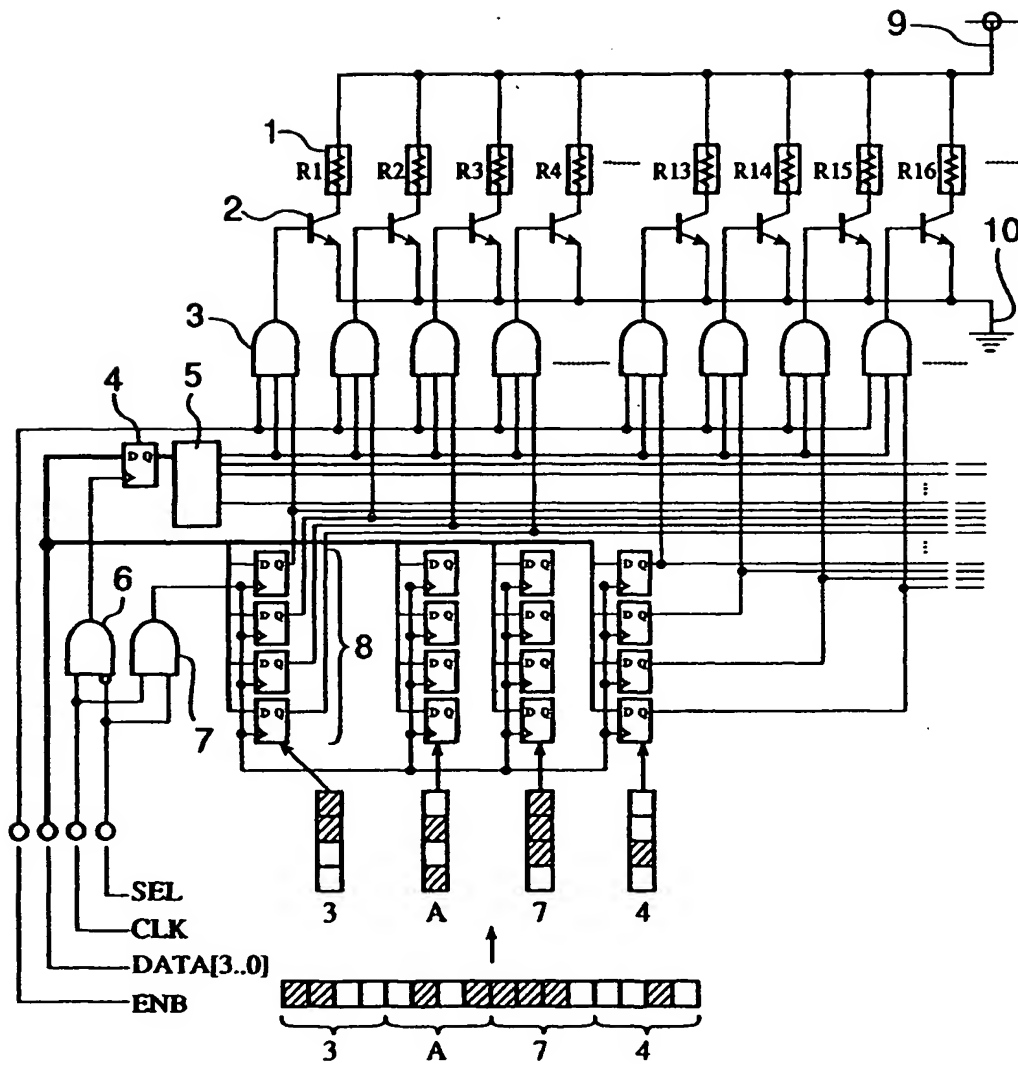 9
1
R1 R2 R3 R4 R13 R14 R15 R16
2
10
3
4 5
D Q
6
7
D Q D Q D Q D Q
D Q D Q D Q D Q
8
D Q D Q D Q D Q
D Q D Q D Q D Q
3 A 7 4
SEL
CLK
DATA[3..0]
ENB
3 A 7 4